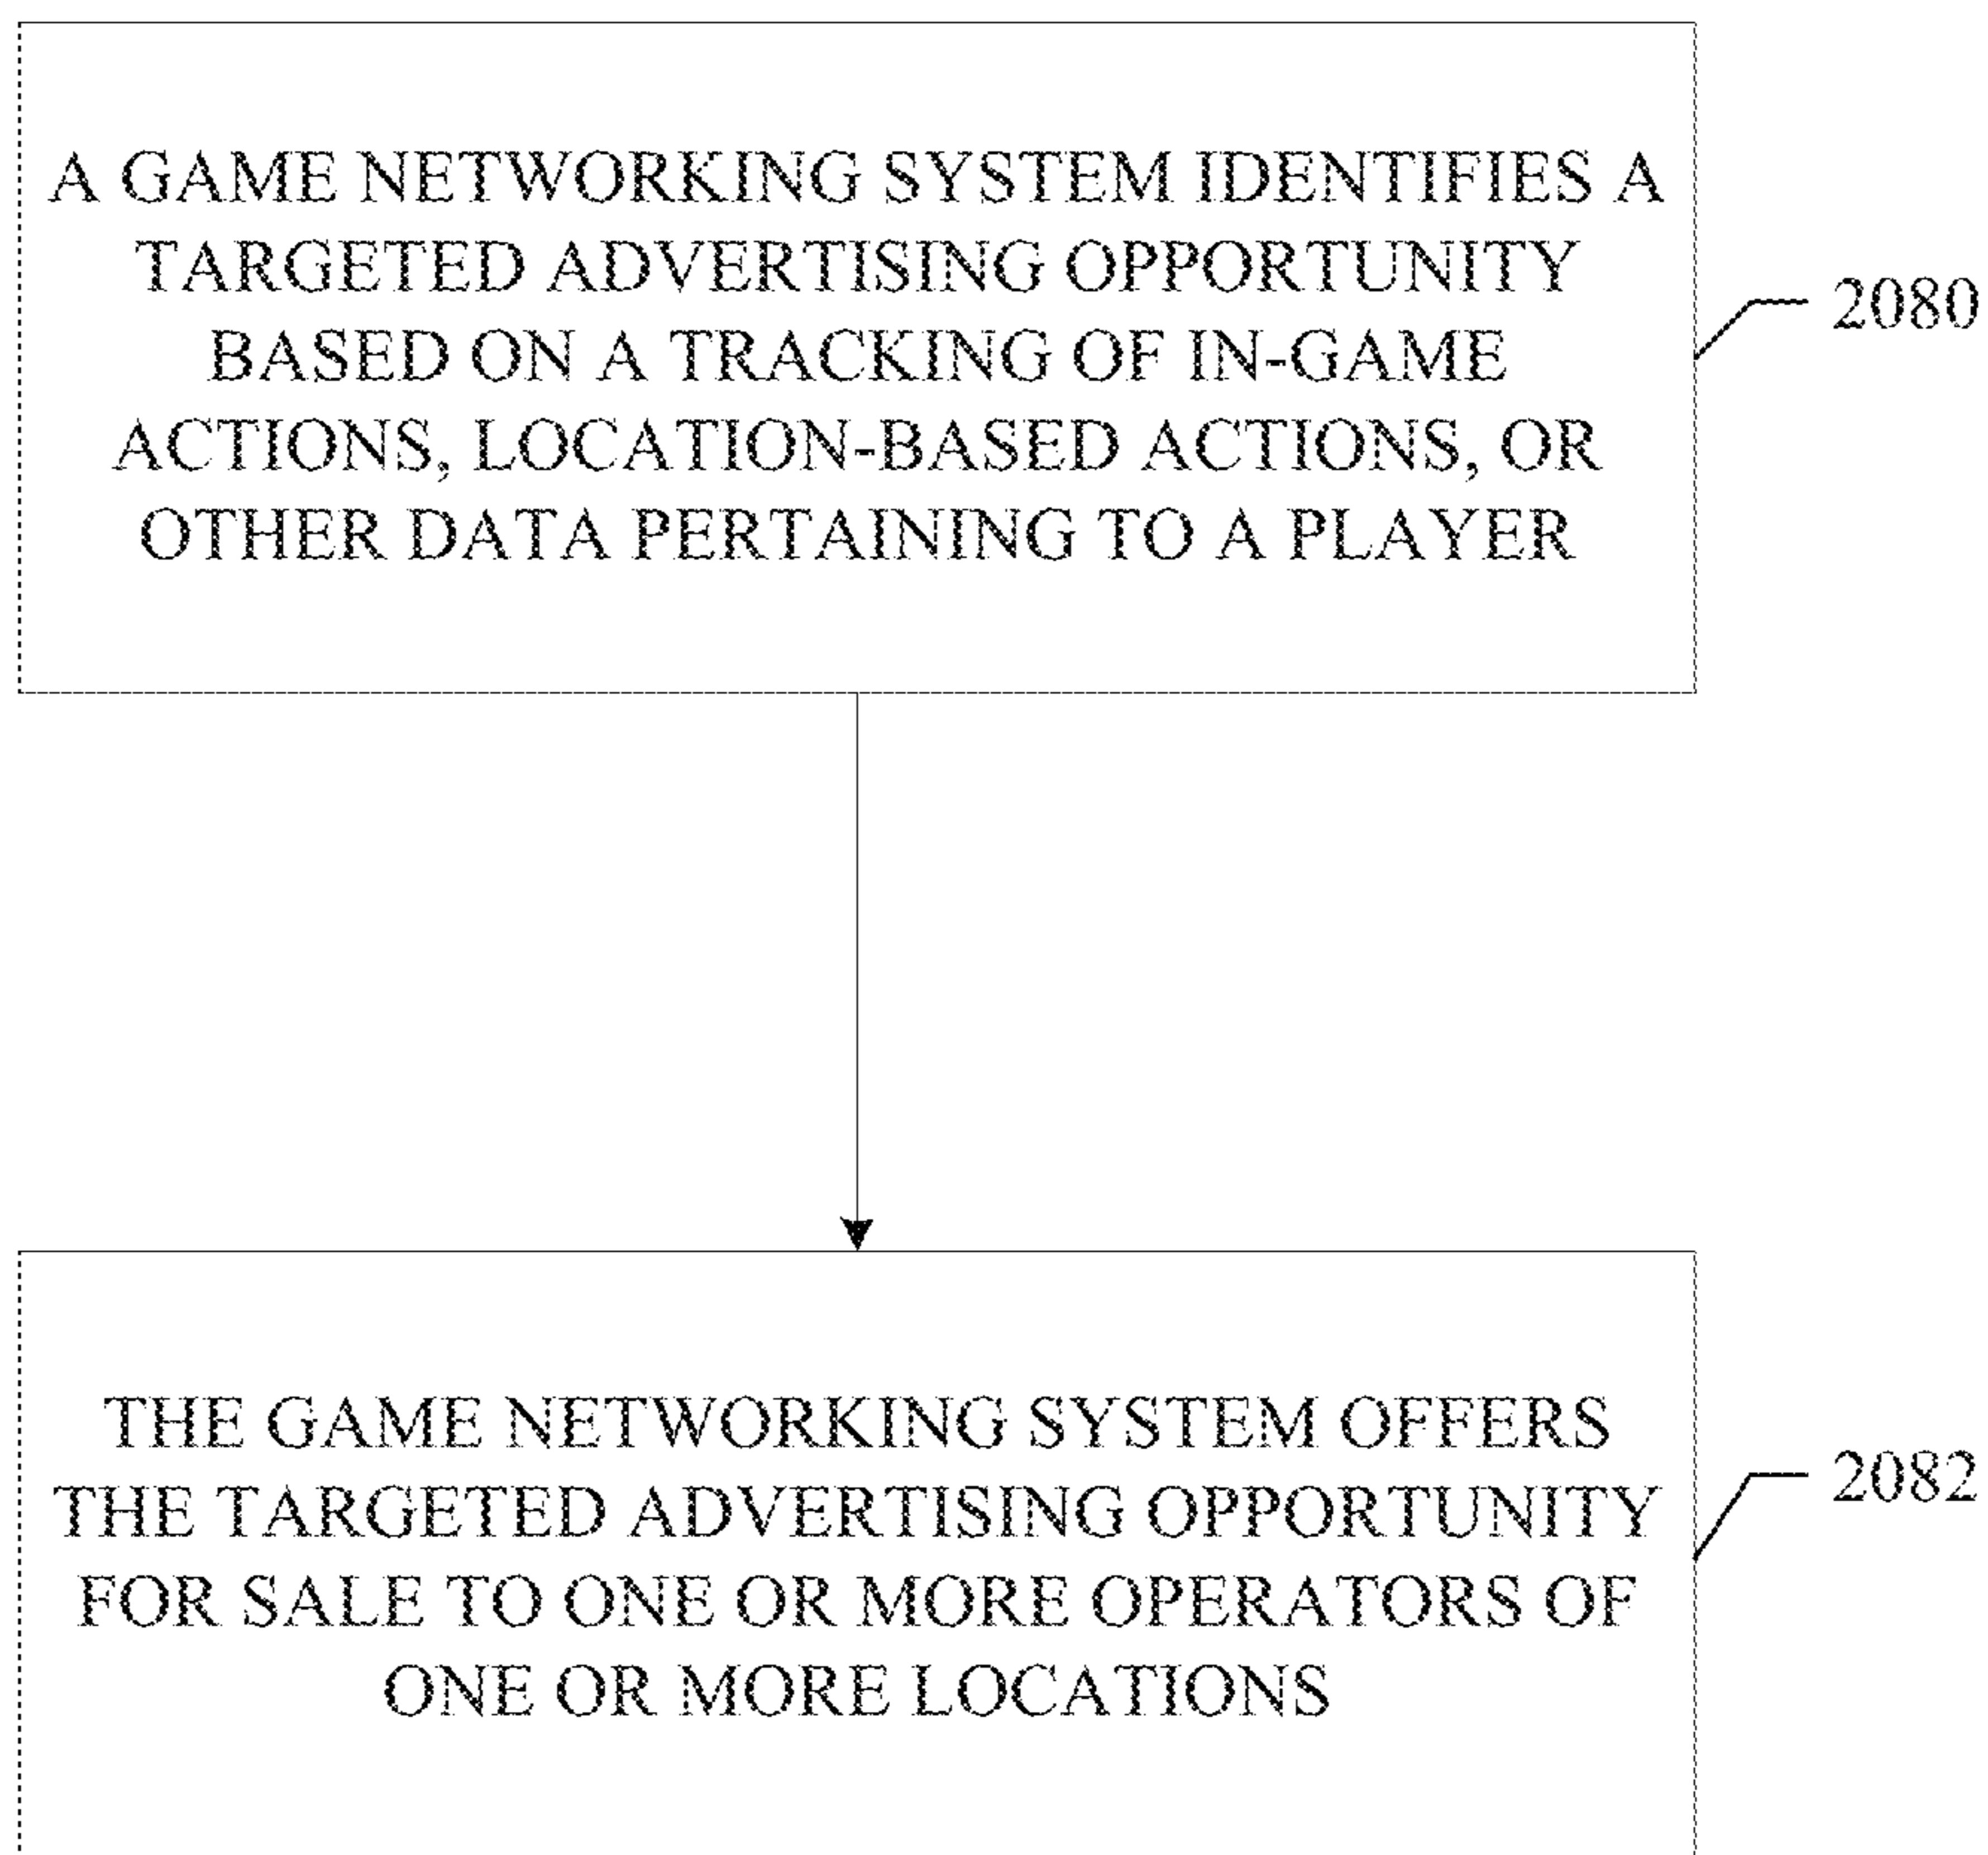 A GAME NETWORKING SYSTEM IDENTIFIES A
TARGETED ADVERTISING OPPORTUNITY
BASED ON A TRACKING OF IN-GAME
ACTIONS, LOCATION-BASED ACTIONS, OR
OTHER DATA PERTAINING TO A PLAYER
2080
THE GAME NETWORKING SYSTEM OFFERS
THE TARGETED ADVERTISING OPPORTUNITY
FOR SALE TO ONE OR MORE OPERATORS OF
ONE OR MORE LOCATIONS
2082